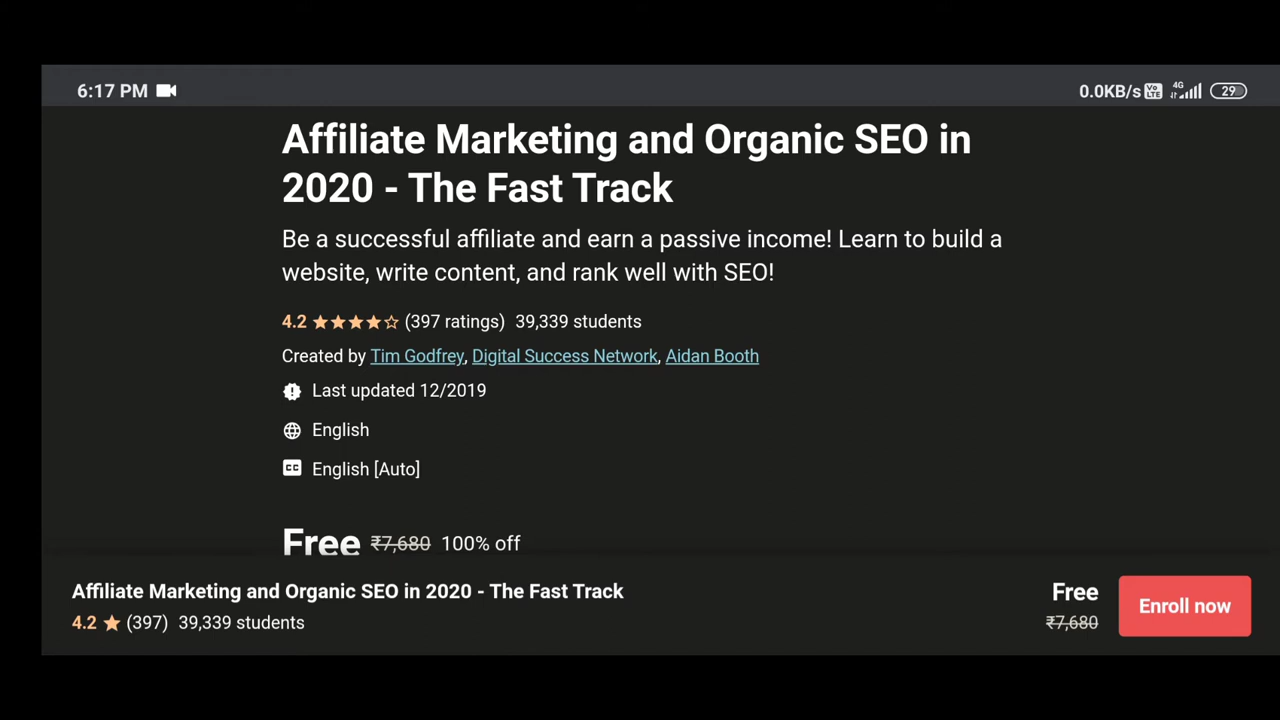 6:17 PM
0.0KB/s Vo LTE 4G 29
Affiliate Marketing and Organic SEO in
2020 - The Fast Track
Be a successful affiliate and earn a passive income! Learn to build a
website, write content, and rank well with SEO!
4.2 (397 ratings) 39,339 students
Created by Tim Godfrey, Digital Success Network, Aidan Booth
Last updated 12/2019
English
CC English [Auto]
Free ₹7,680 100% off
Affiliate Marketing and Organic SEO in 2020 - The Fast Track
4.2 (397) 39,339 students
Free
₹7,680
Enroll now